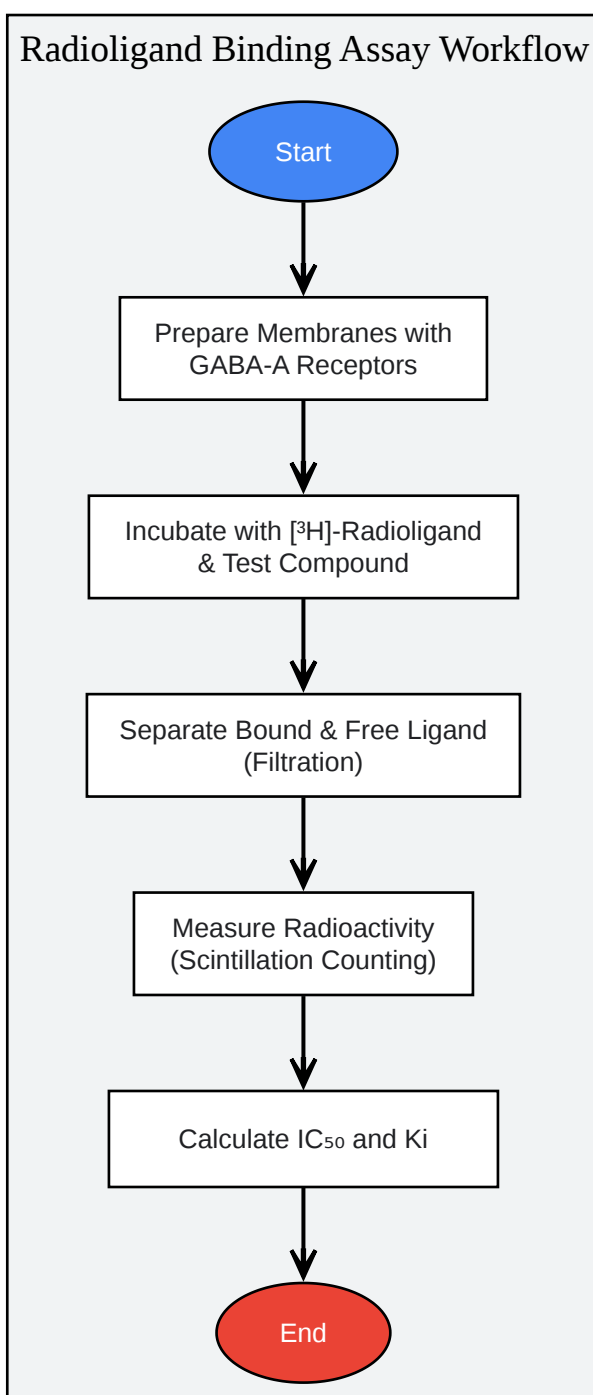 Radioligand Binding Assay Workflow
Start
Prepare Membranes with
GABA-A Receptors
Incubate with [³H]-Radioligand
& Test Compound
Separate Bound & Free Ligand
(Filtration)
Measure Radioactivity
(Scintillation Counting)
Calculate IC₅₀ and Ki
End